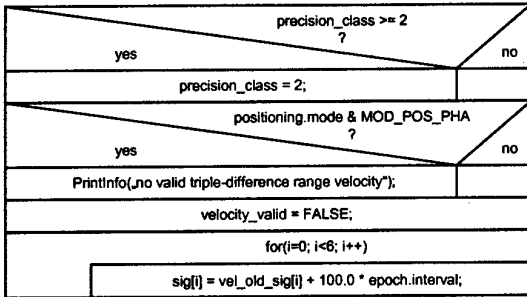 precision_class >= 2
?
yes
no
precision_class = 2;
positioning.mode & MOD_POS_PHA
?
yes
no
PrintInfo(„no valid triple-difference range velocity");
velocity_valid = FALSE;
for(i=0; i<6; i++)
sig[i] = vel_old_sig[i] + 100.0 * epoch.interval;